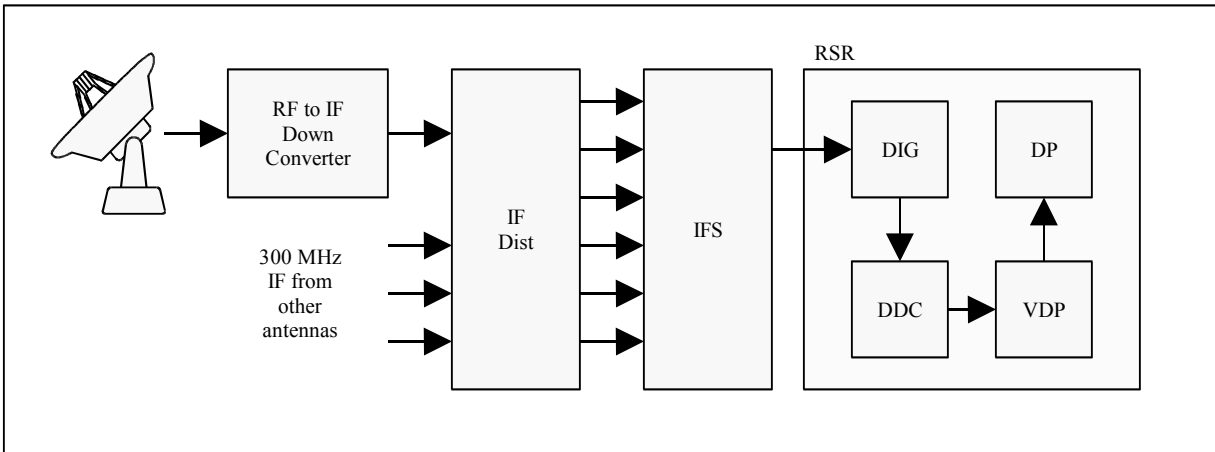 RSR
RF to IF
Down
Converter
300 MHz
IF from
other
antennas
IF
Dist
IFS
DIG
DP
DDC
VDP